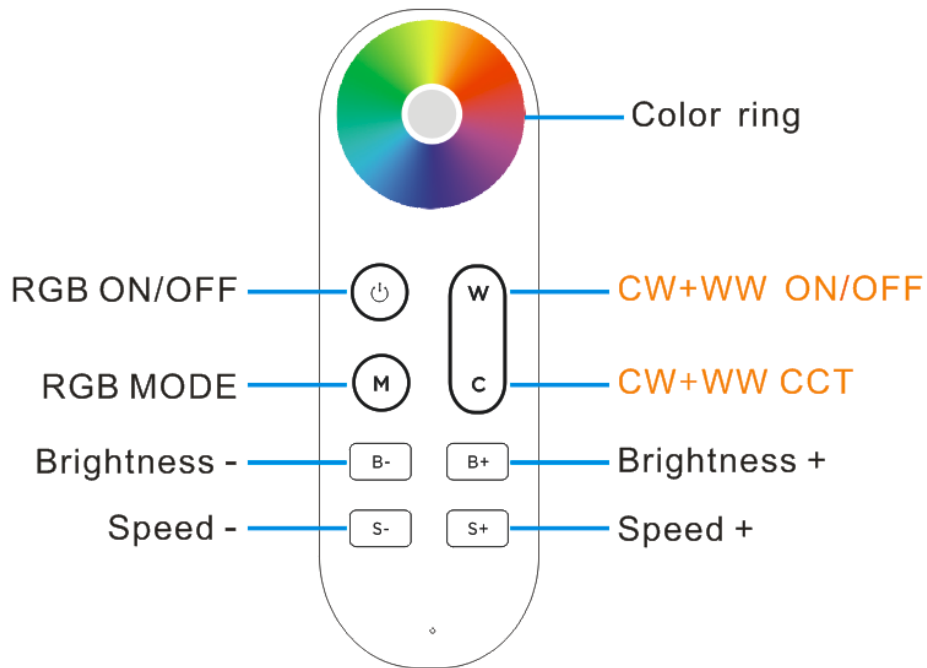 Color ring
RGB ON/OFF
W
CW+WW ON/OFF
RGB MODE
M
C
CW+WW CCT
Brightness -
B-
B+
Brightness +
Speed -
S-
S+
Speed +